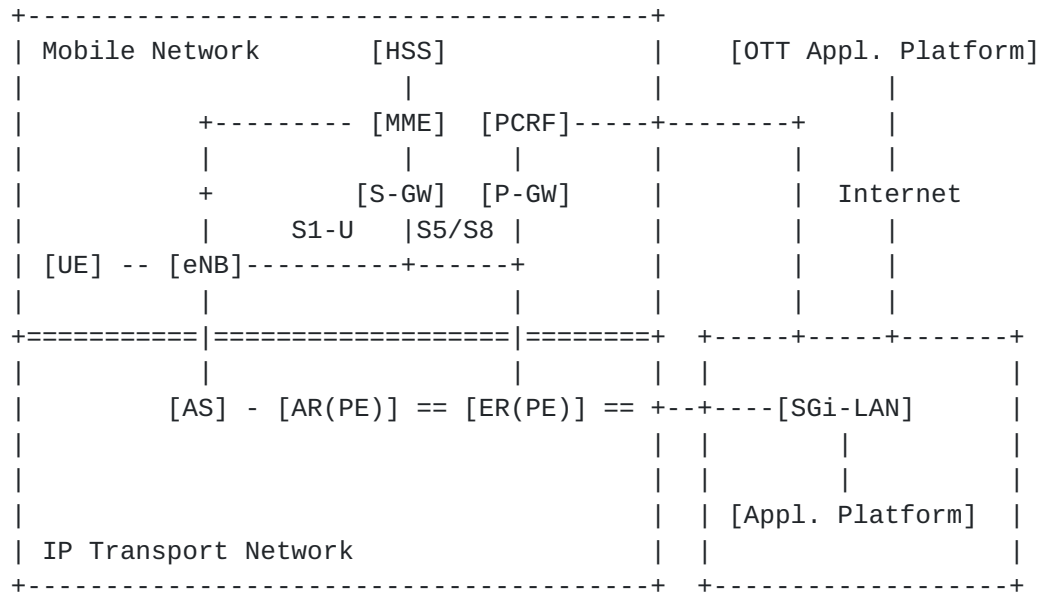 Mobile Network [HSS] [OTT Appl. Platform]
[MME] [PCRF]
[S-GW] [P-GW] Internet
S1-U S5/S8
[UE] -- [eNB]
[AS] - [AR(PE)] == [ER(PE)] == [SGi-LAN]
[Appl. Platform]
IP Transport Network